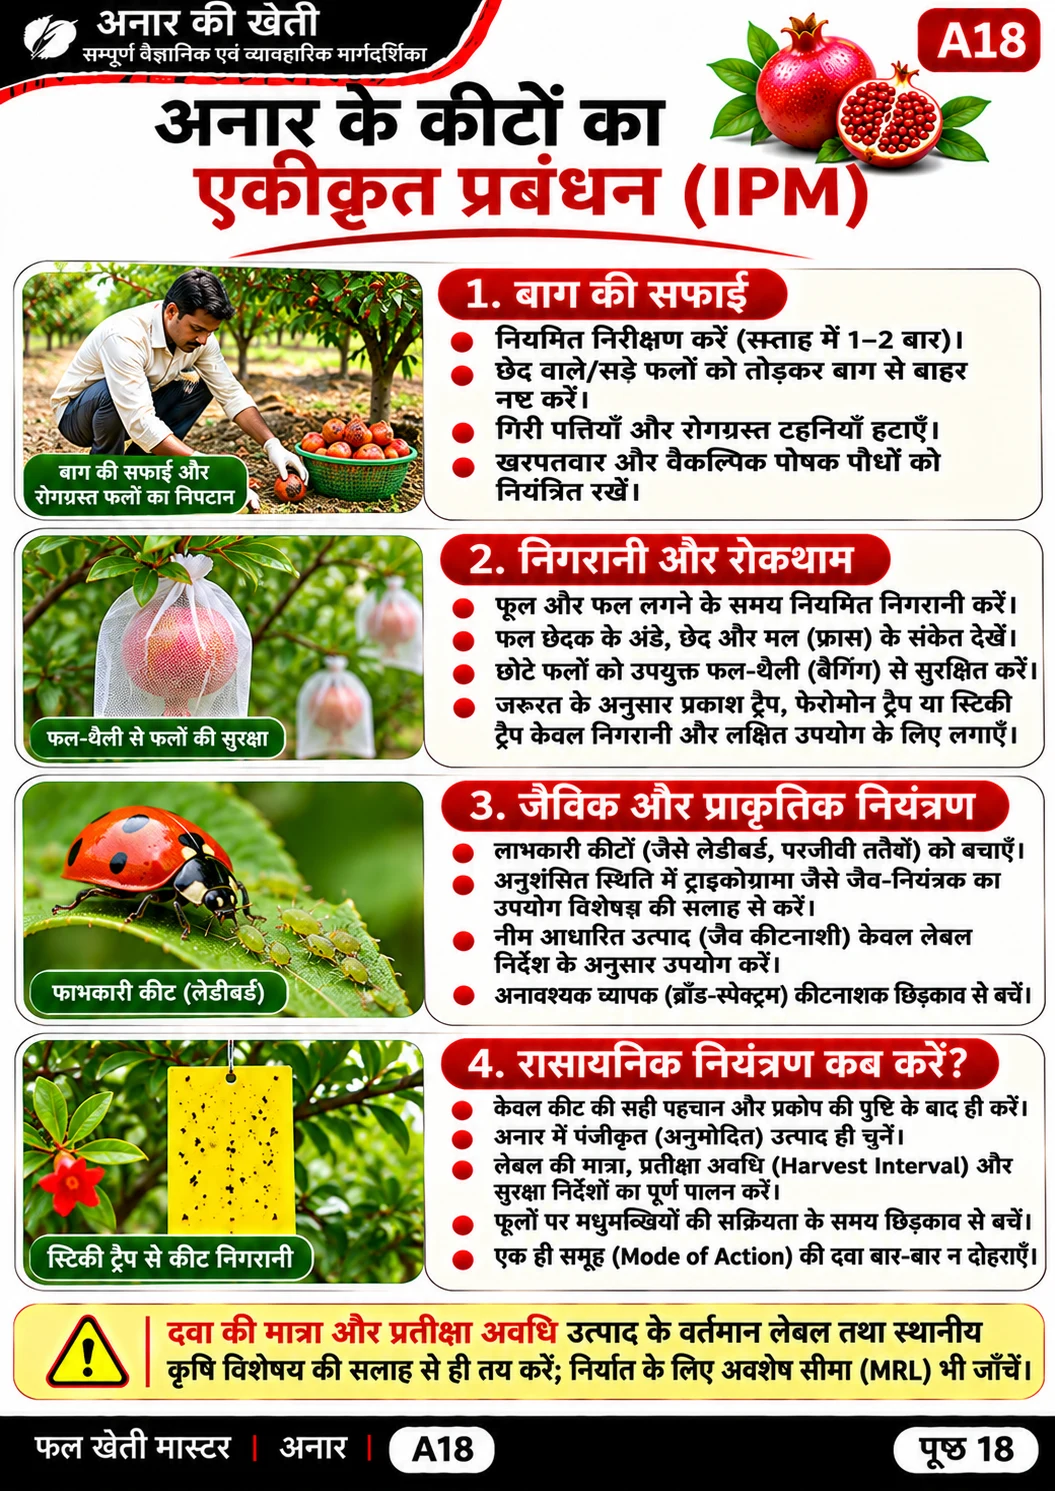 अनार की खेती
सम्पूर्ण वैज्ञानिक एवं व्यावहारिक मार्गदर्शिका
A18
अनार के कीटों का
एकीकृत प्रबंधन (IPM)
बाग की सफाई और
रोगग्रस्त फलों का निपटान
1. बाग की सफाई
नियमित निरीक्षण करें (स्ताह में 1–2 बार)।
छेद वाले/सड़े फलों को तोड़कर बाग से बाहर
नष्ट करें।
गिरी पत्तियाँ और रोगग्रस्त टहनियाँ हटाएँ।
खरपतवार और वैकल्पिक पोषक पौधों को
नियंत्रित रखें।
फल-थैली से फलों की सुरक्षा
2. निगरानी और रोकथाम
फूल और फल लगने के समय नियमित निगरानी करें।
फल छेदक के अंडे, छेद और मल (फ्रास) के संकेत देखें।
छोटे फलों को उपयुक्त फल-थैली (बैगिंग) से सुरक्षित करें।
जरूरत के अनुसार प्रकाश ट्रैप, फेरोमोन ट्रैप या स्टिकी
ट्रैप केवल निगरानी और लक्षित उपयोग के लिए लगाएँ।
फाभकारी कीट (लेडीबर्ड)
3. जैविक और प्राकृतिक नियंत्रण
लाभकारी कीटों (जैसे लेडीबर्ड, परजीवी ततैयों) को बचाएँ।
अनुशंसित स्थिति में ट्राइकोग्रामा जैसे जैव-नियंत्रक का
उपयोग विशेषज्ञ की सलाह से करें।
नीम आधारित उत्पाद (जैव कीटनाशी) केवल लेबल
निर्देश के अनुसार उपयोग करें।
अनावश्यक व्यापक (ब्रॉड-स्पेक्ट्रम) कीटनाशक छिड़काव से बचें।
स्टिकी ट्रैप से कीट निगरानी
4. रासायनिक नियंत्रण कब करें?
केवल कीट की सही पहचान और प्रकोप की पुष्टि के बाद ही करें।
अनार में पंजीकृत (अनुमोदित) उत्पाद ही चुनें।
लेबल की मात्रा, प्रतीक्षा अवधि (Harvest Interval) और
सुरक्षा निर्देशों का पूर्ण पालन करें।
फूलों पर मधुमक्खियों की सक्रियता के समय छिड़काव से बचें।
एक ही समूह (Mode of Action) की दवा बार-बार न दोहराएँ।
दवा की मात्रा और प्रतीक्षा अवधि उत्पाद के वर्तमान लेबल तथा स्थानीय
कृषि विशेषय की सलाह से ही तय करें; निर्यात के लिए अवशेष सीमा (MRL) भी जाँचें।
फल खेती मास्टर | अनार | A18
पृष्ठ 18